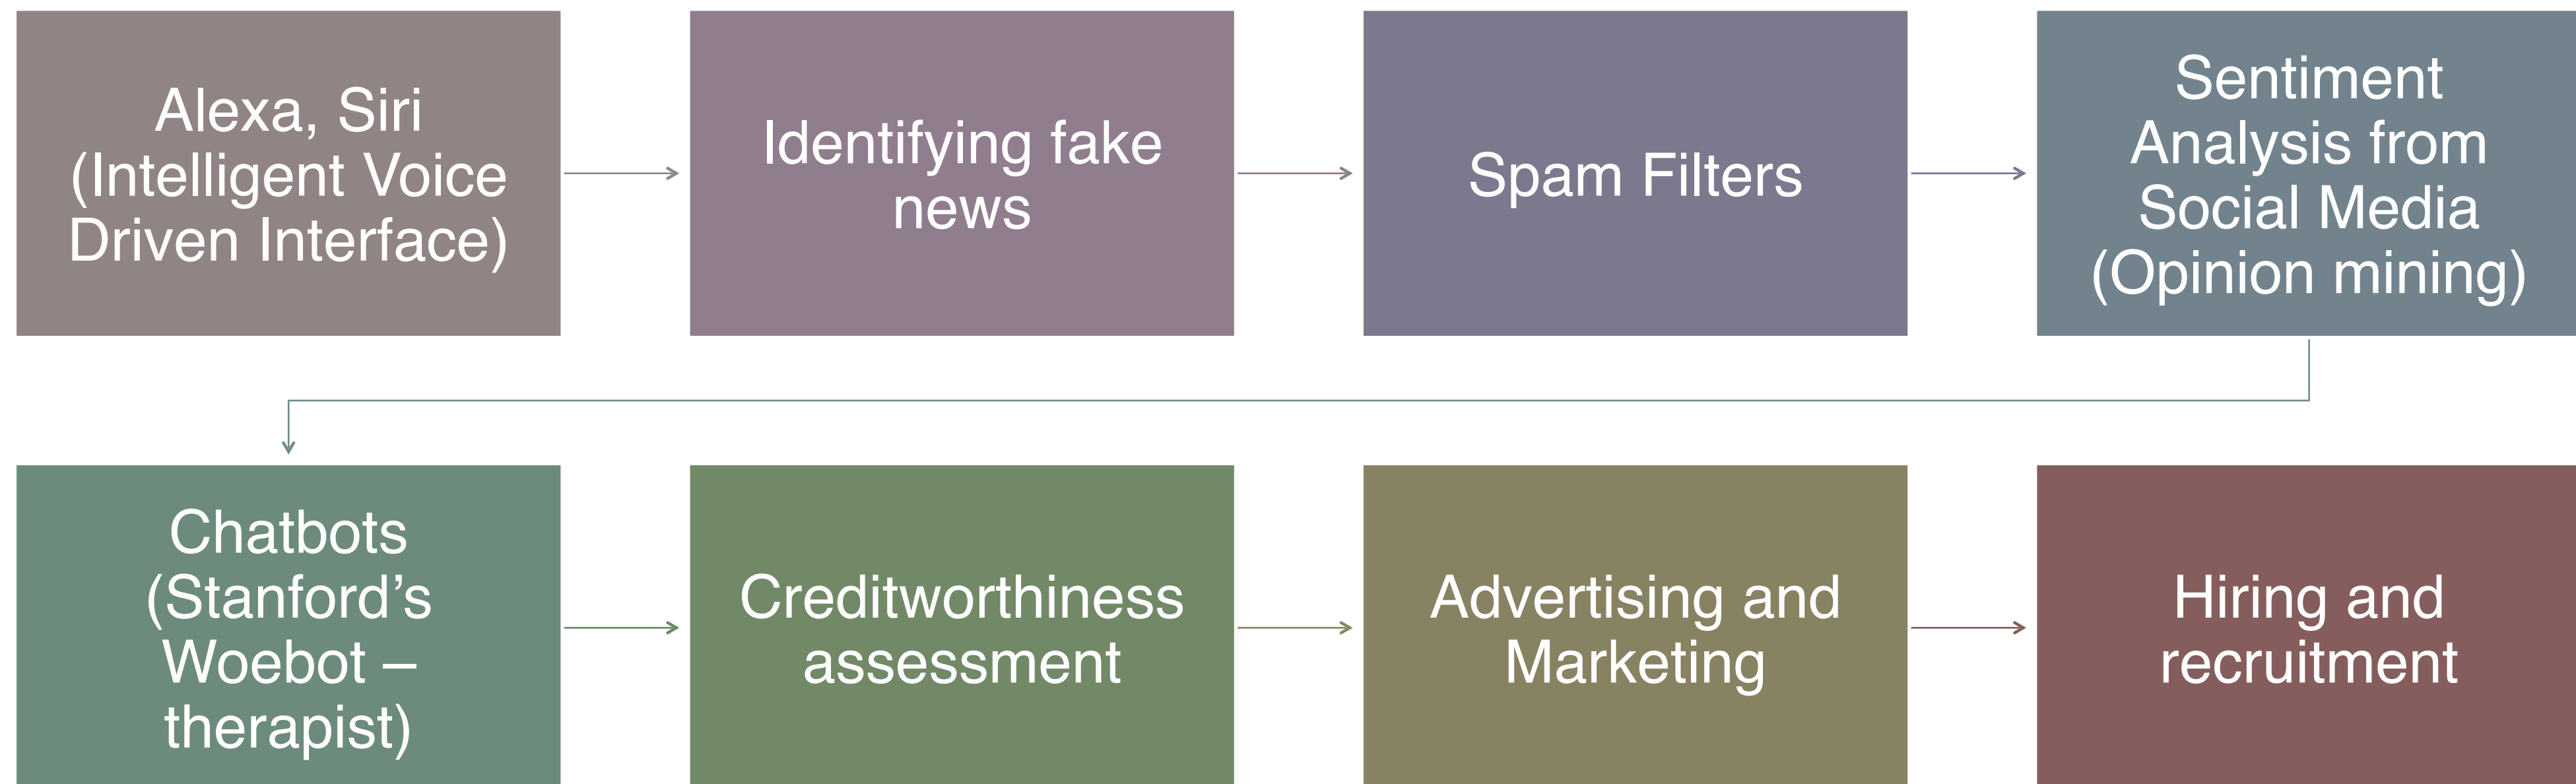 Alexa, Siri
(Intelligent Voice
Driven Interface)
Identifying fake
news
Spam Filters
Sentiment
Analysis from
Social Media
(Opinion mining)
Chatbots
(Stanford’s
Woebot –
therapist)
Creditworthiness
assessment
Advertising and
Marketing
Hiring and
recruitment